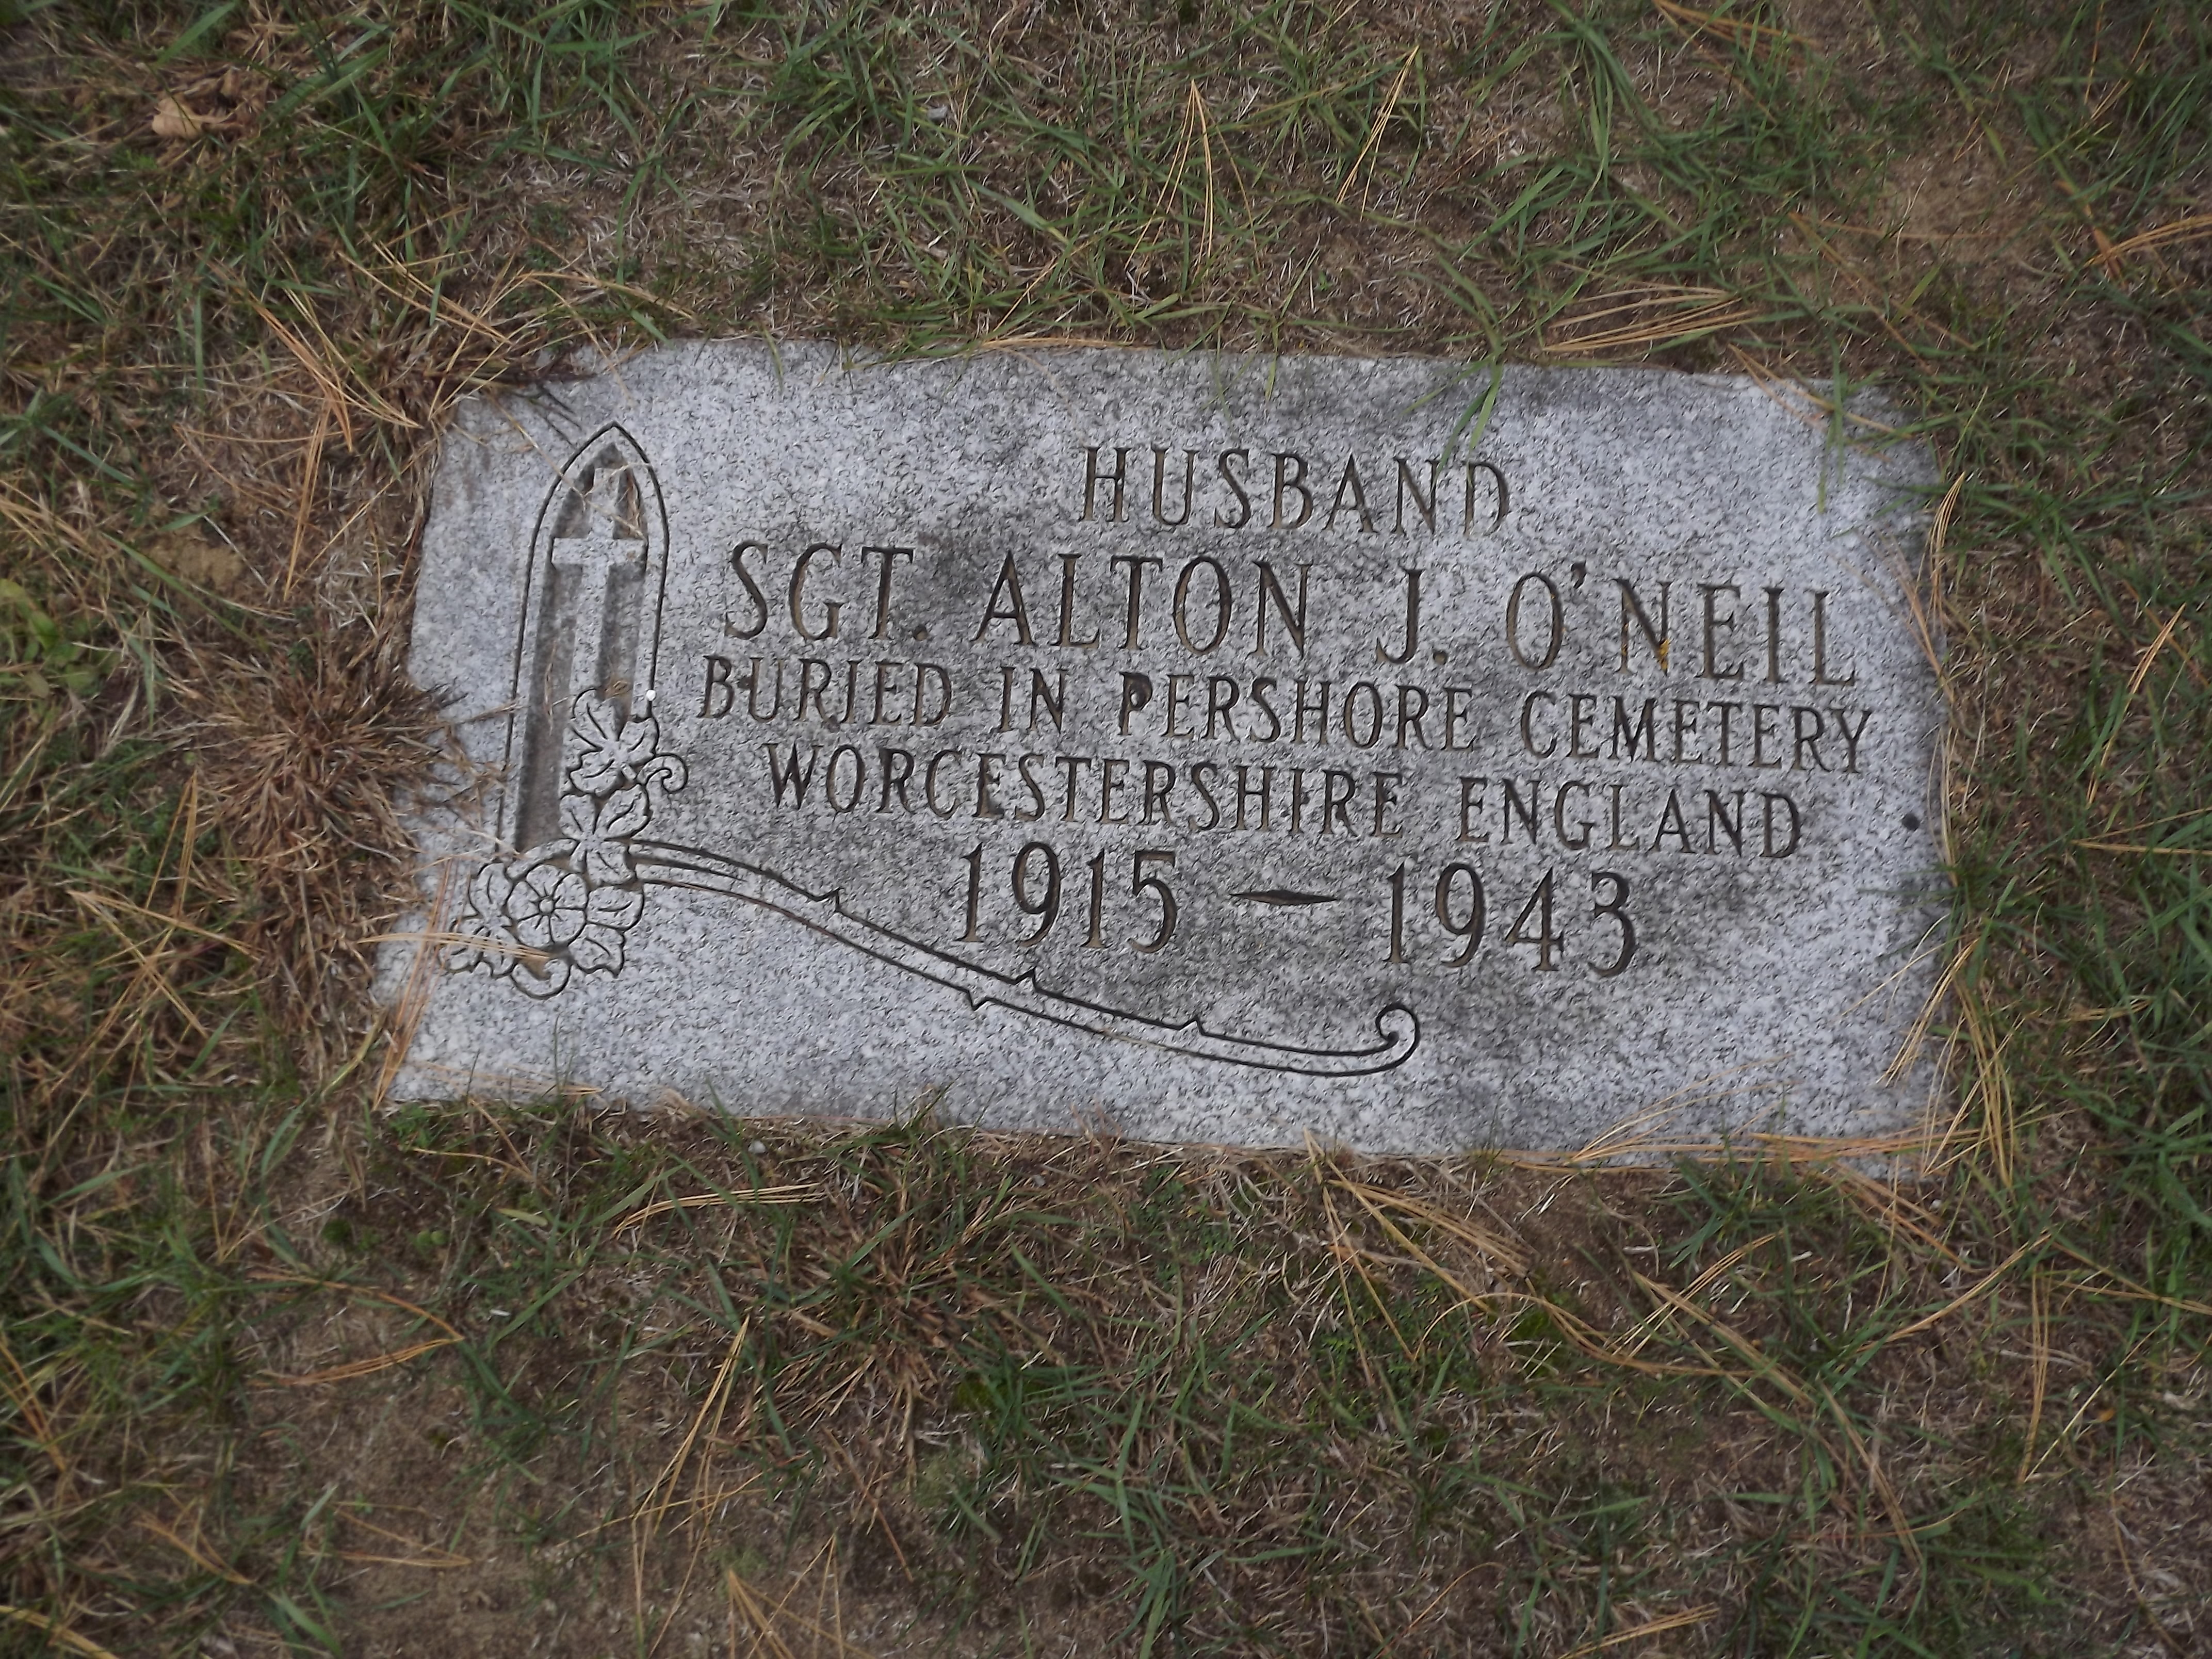 HUSBAND
SGT. ALTON J. O'NEIL
BURIED IN PERSHORE CEMETERY
WORCESTERSHIRE ENGLAND
1915 — 1943